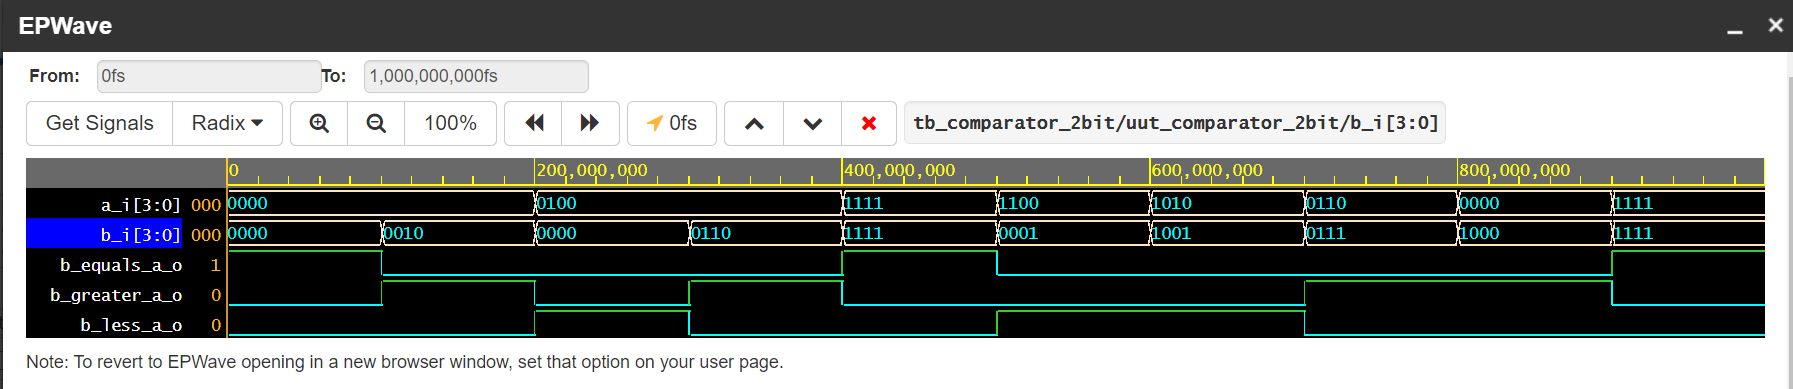 EPWave
From: 0fs To: 1,000,000,000fs
Get Signals Radix 100% 0fs tb_comparator_2bit/uut_comparator_2bit/b_i[3:0]
0 200,000,000 400,000,000 600,000,000 800,000,000
a_i[3:0] 000 0000 0100 1111 1100 1010 0110 0000 1111
b_i[3:0] 000 0000 0010 0000 0110 1111 0001 1001 0111 1000 1111
b_equals_a_o 1
b_greater_a_o 0
b_less_a_o 0
Note: To revert to EPWave opening in a new browser window, set that option on your user page.